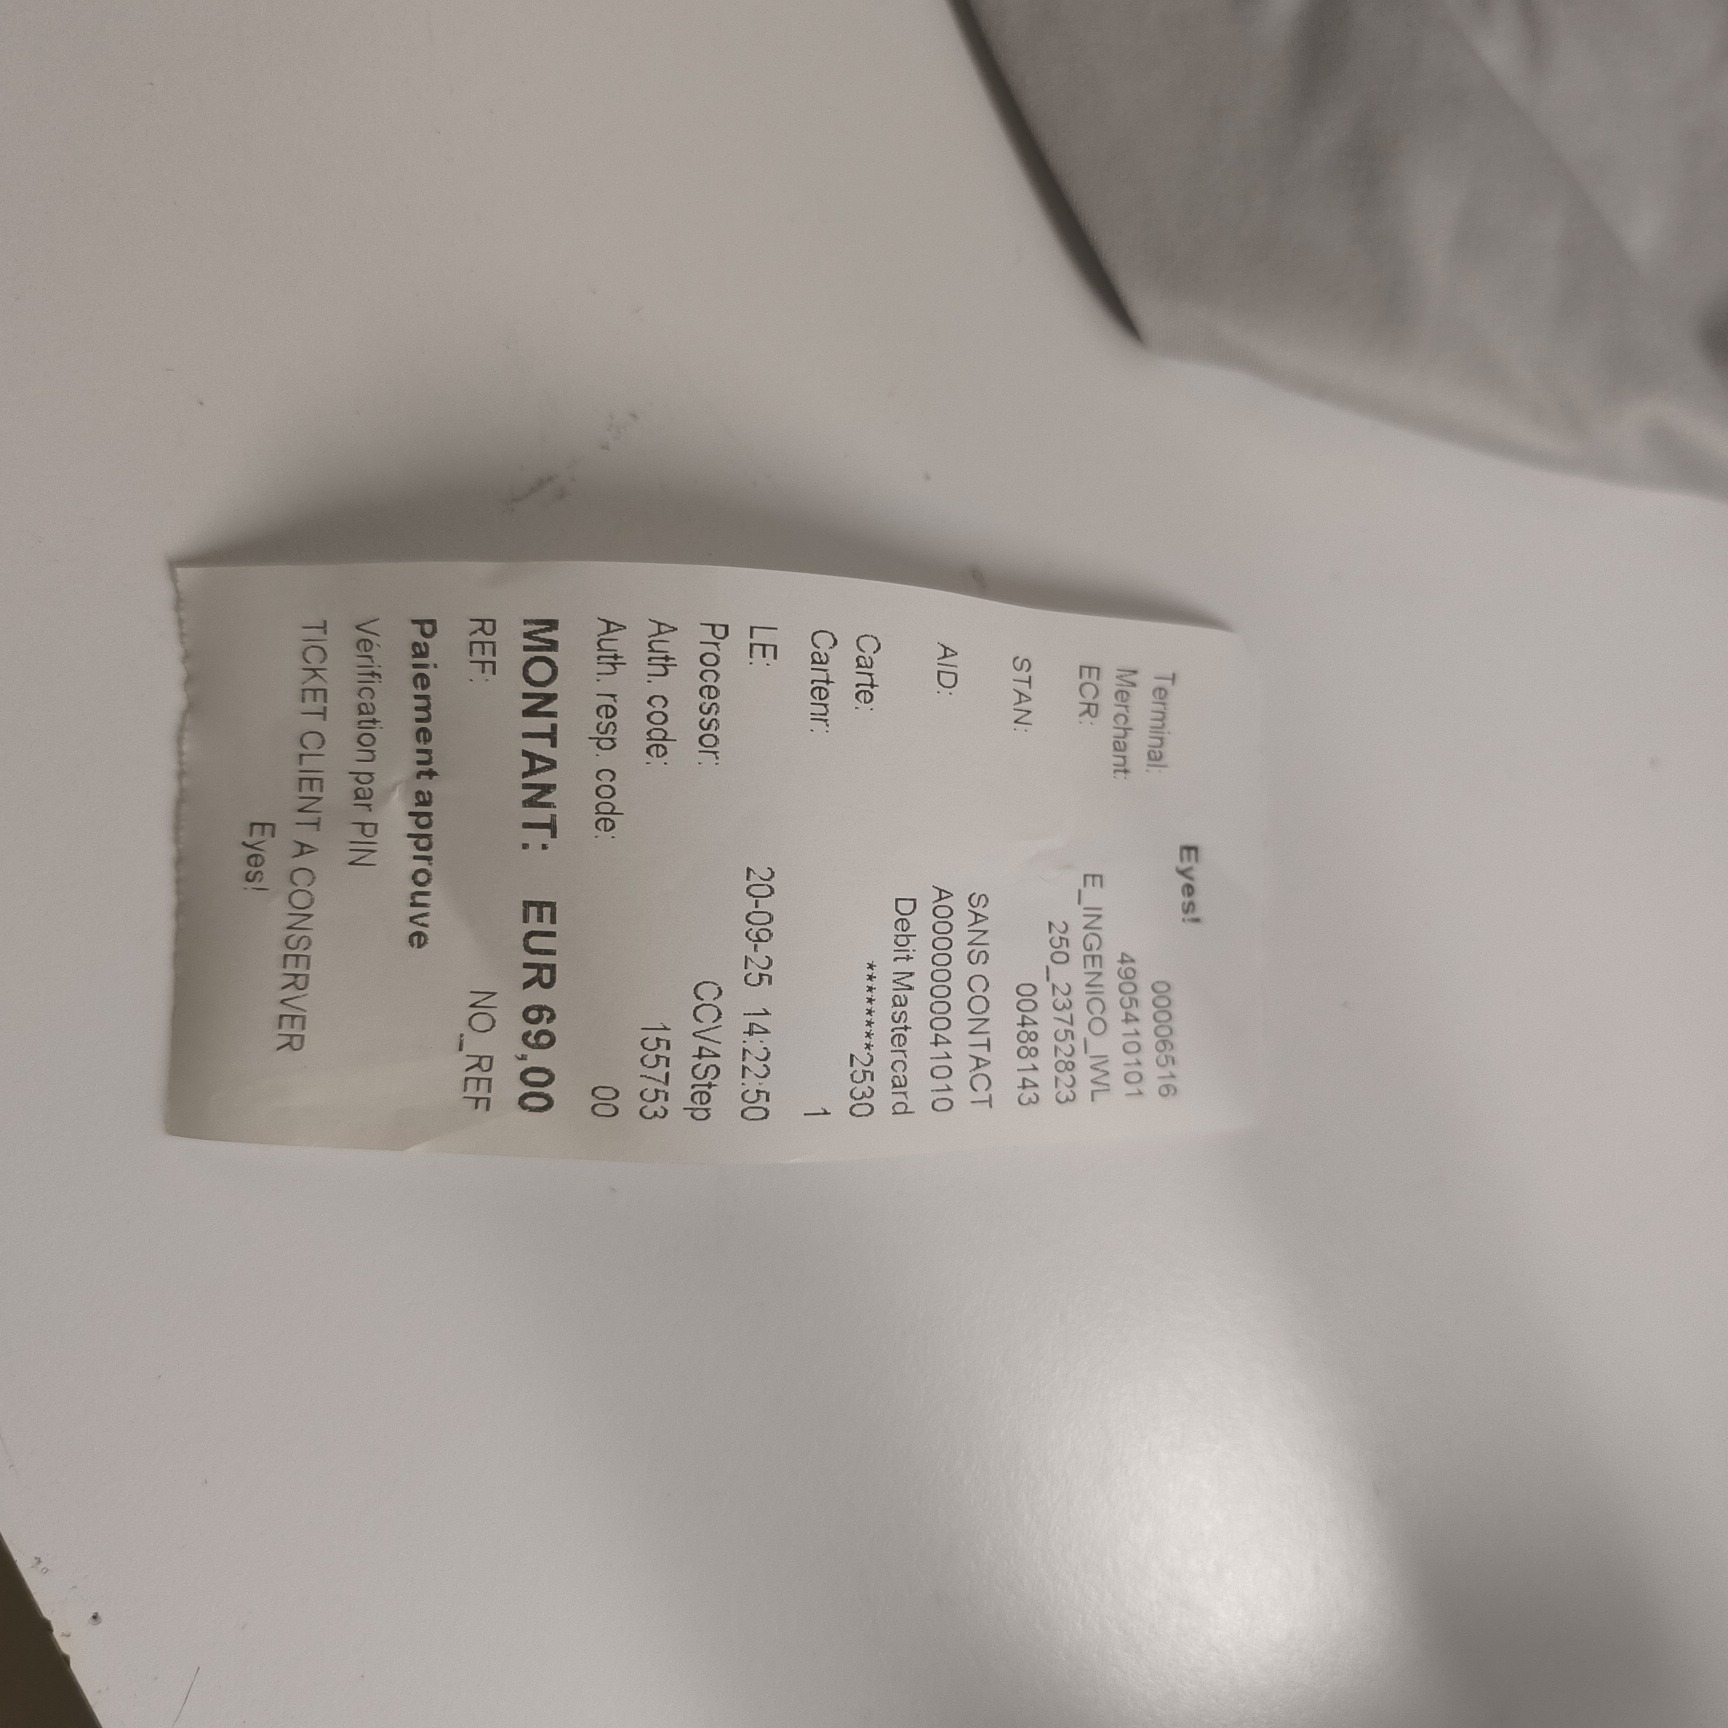 Eyes!
Terminal: 00006516
Merchant: 4905410101
ECR: E_INGENICO_IWL
250_23752823
STAN: 00488143
SANS CONTACT
AID: A0000000041010
Debit Mastercard
Carte: ********2530
Cartenr: 1
LE: 20-09-25 14:22:50
Processor: CCV4Step
Auth. code: 155753
Auth. resp. code: 00
MONTANT: EUR 69,00
REF: NO_REF
Paiement approuve
Vérification par PIN
TICKET CLIENT A CONSERVER
Eyes!